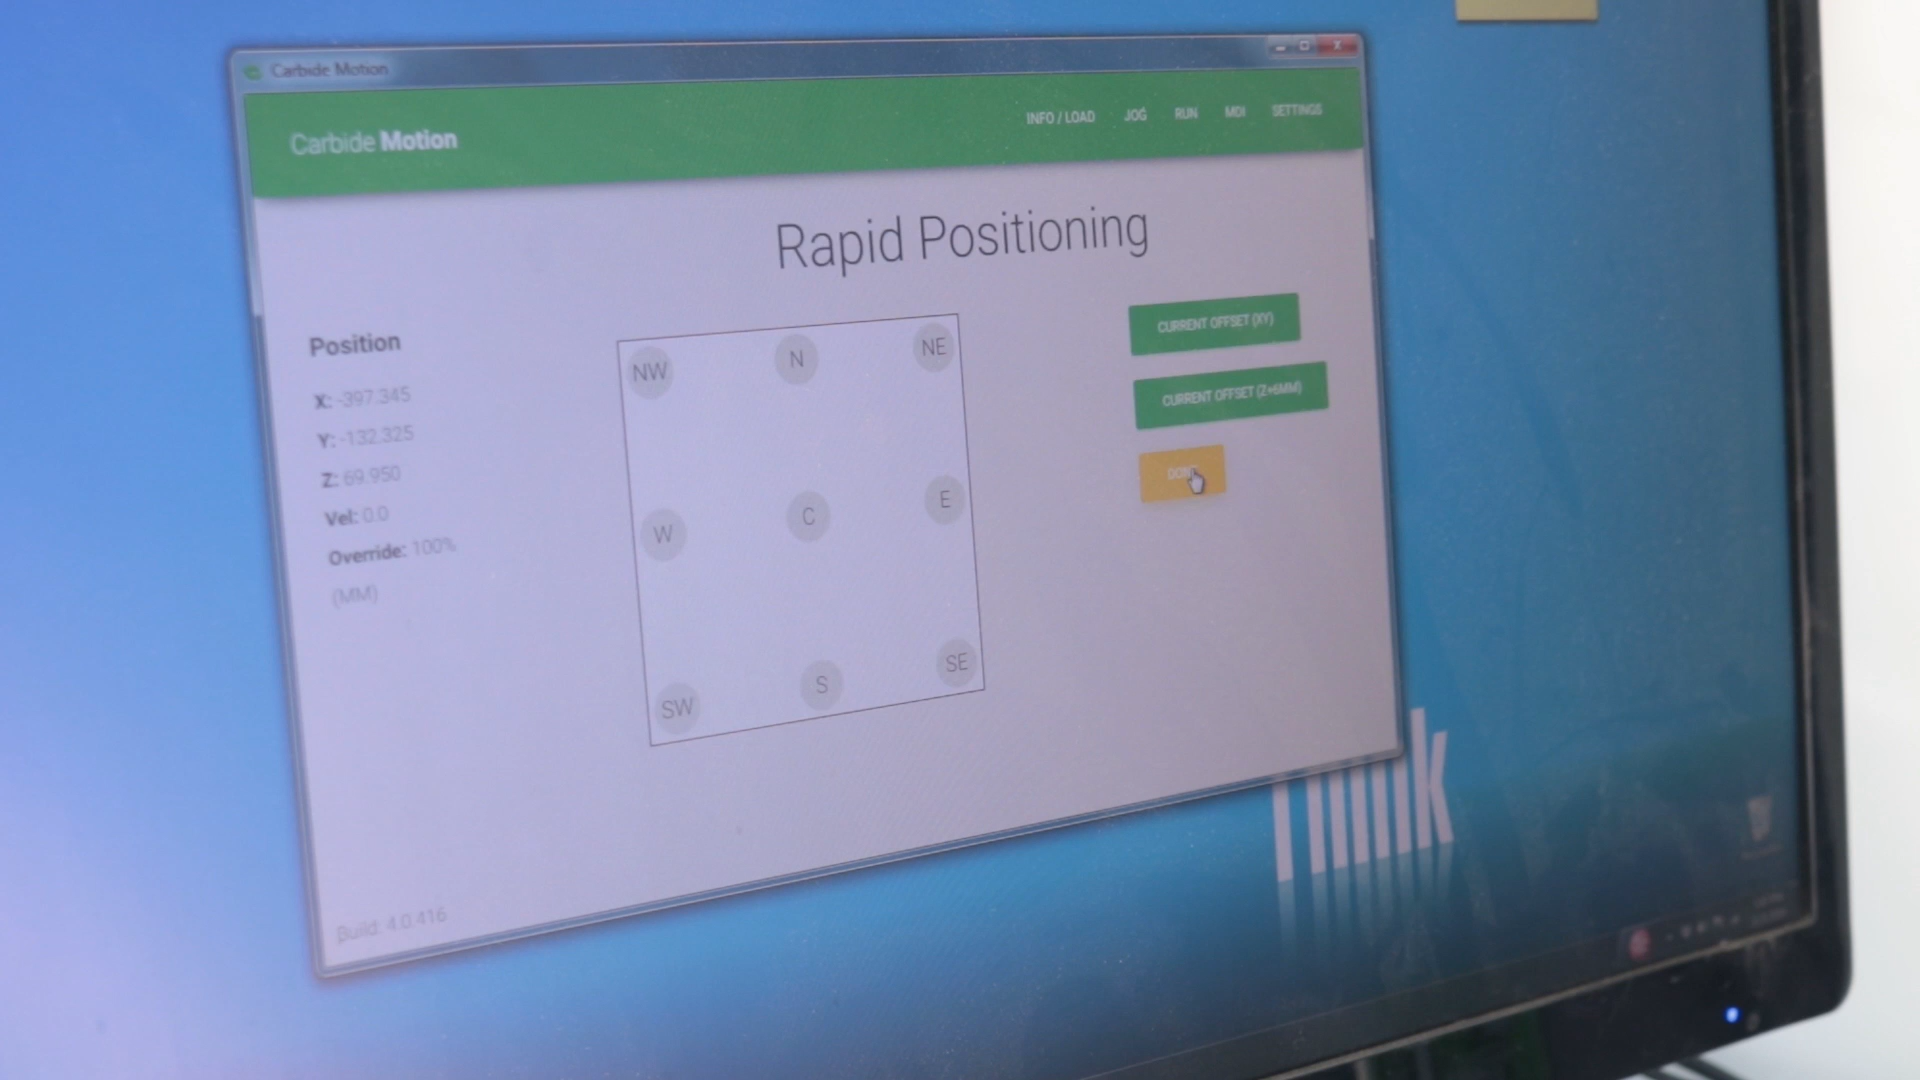 Carbide Motion
Carbide Motion
INFO / LOAD JOG RUN MDI SETTINGS
Rapid Positioning
Position
X: -397.345
Y: -132.325
Z: 69.950
Vel: 0.0
Override: 100%
(MM)
NW N NE
W C E
SW S SE
CURRENT OFFSET (XY)
CURRENT OFFSET (Z+6MM)
Build: 4.0.416